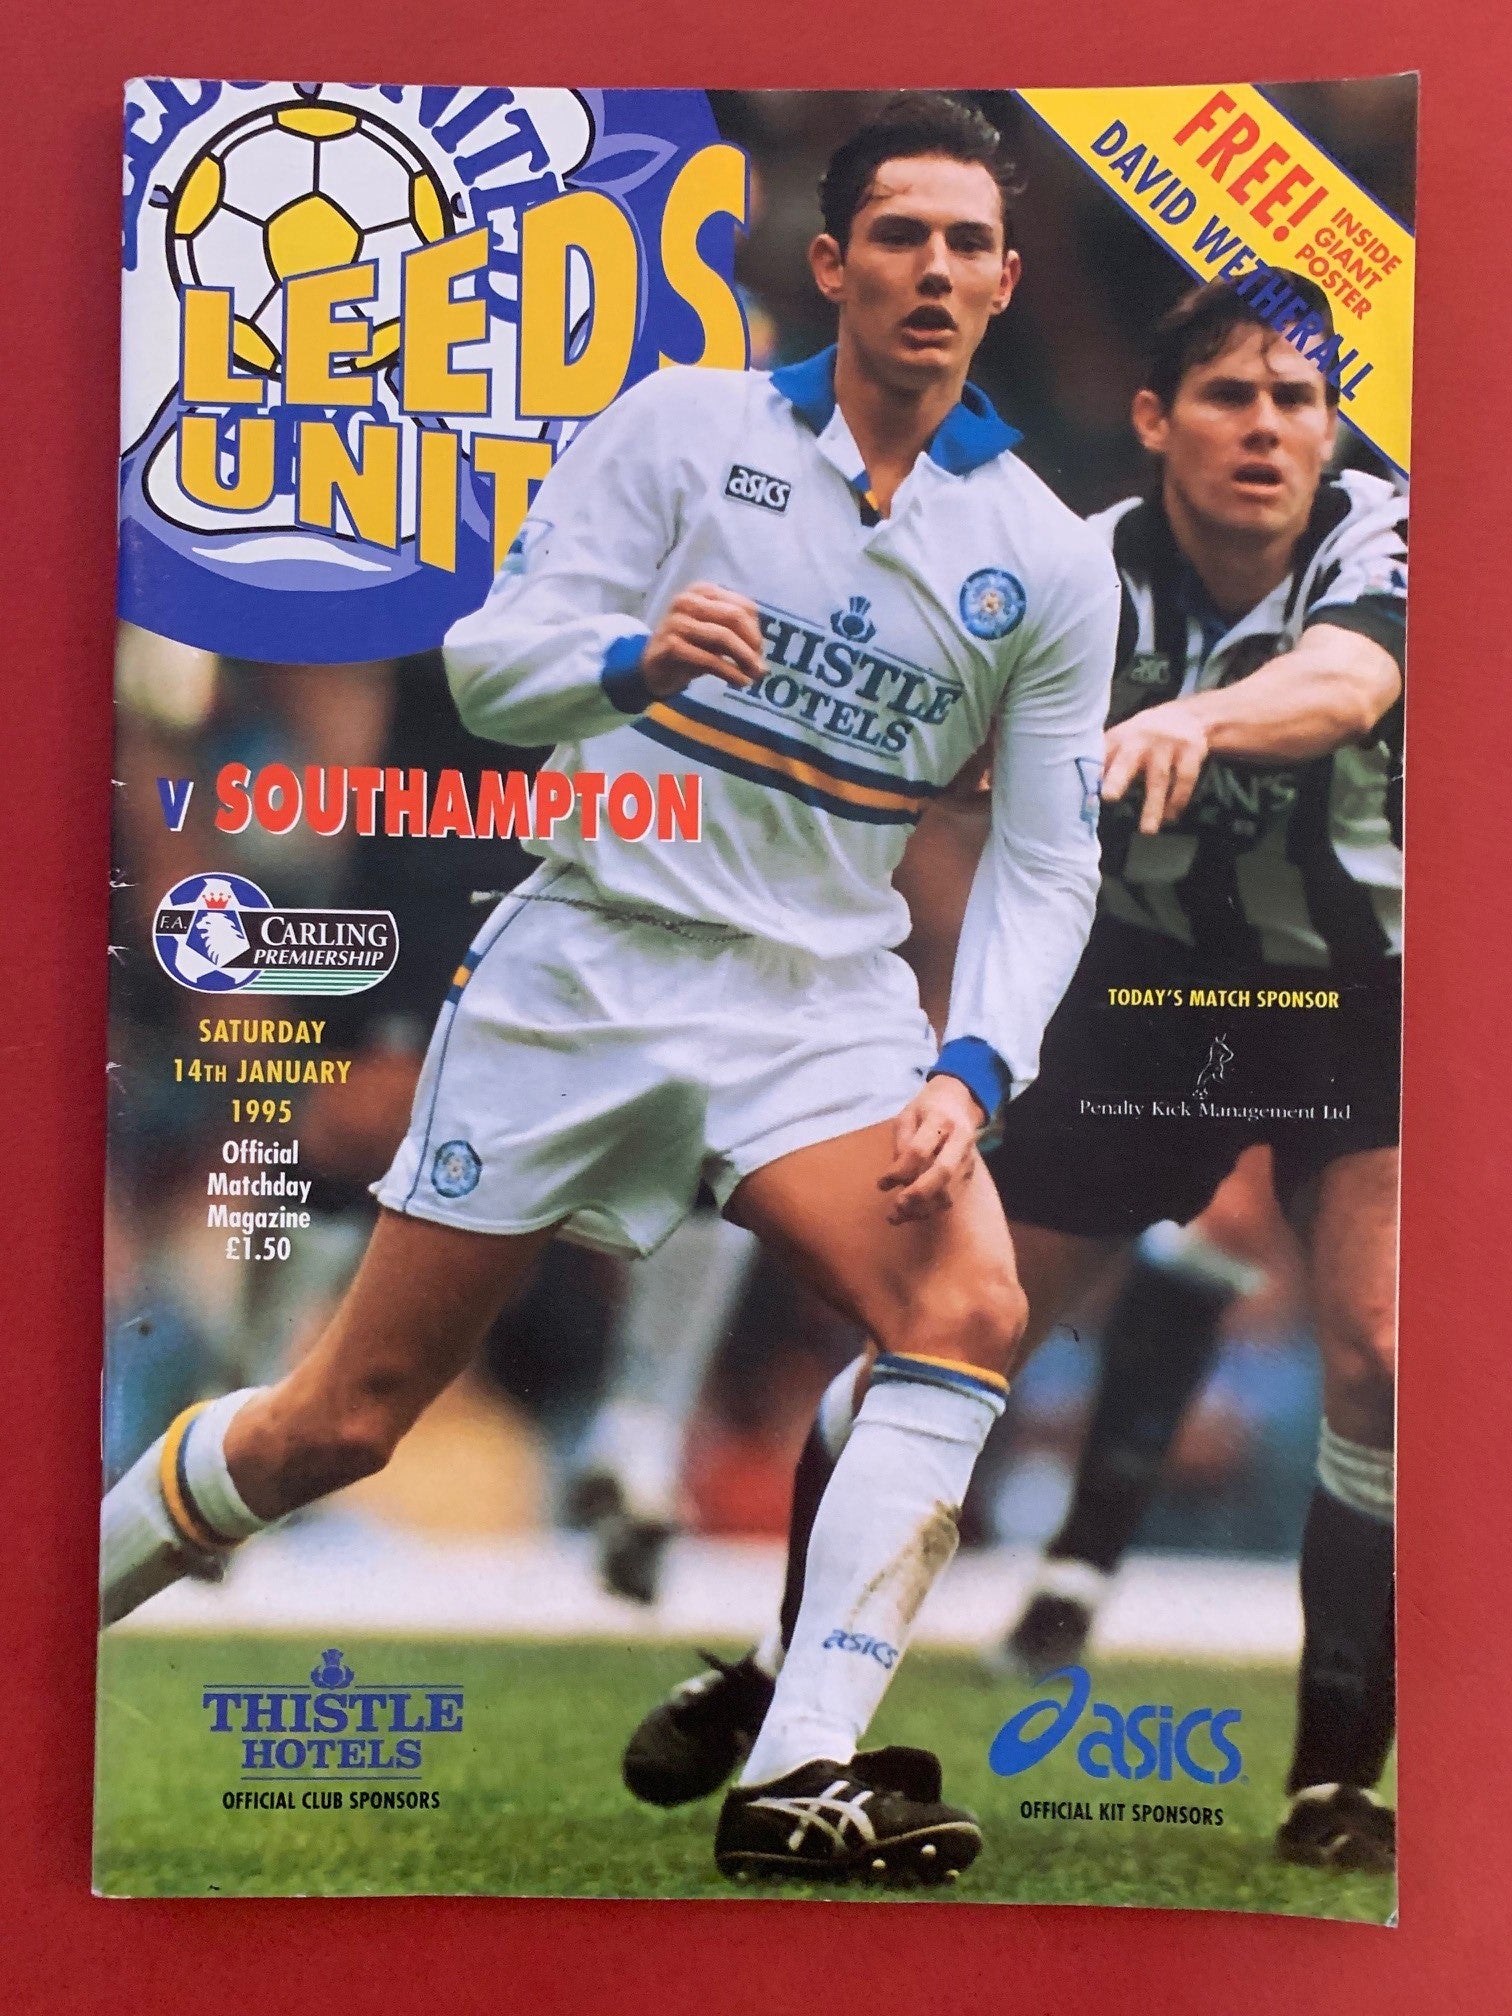 LEEDS
UNIT
FREE!
INSIDE
GIANT
POSTER
DAVID WETHERALL
asics
THISTLE
HOTELS
V SOUTHAMPTON
F.A. CARLING
PREMIERSHIP
SATURDAY
14TH JANUARY
1995
Official
Matchday
Magazine
£1.50
TODAY'S MATCH SPONSOR
Penalty Kick Management Ltd
asics
THISTLE
HOTELS
OFFICIAL CLUB SPONSORS
asics
OFFICIAL KIT SPONSORS